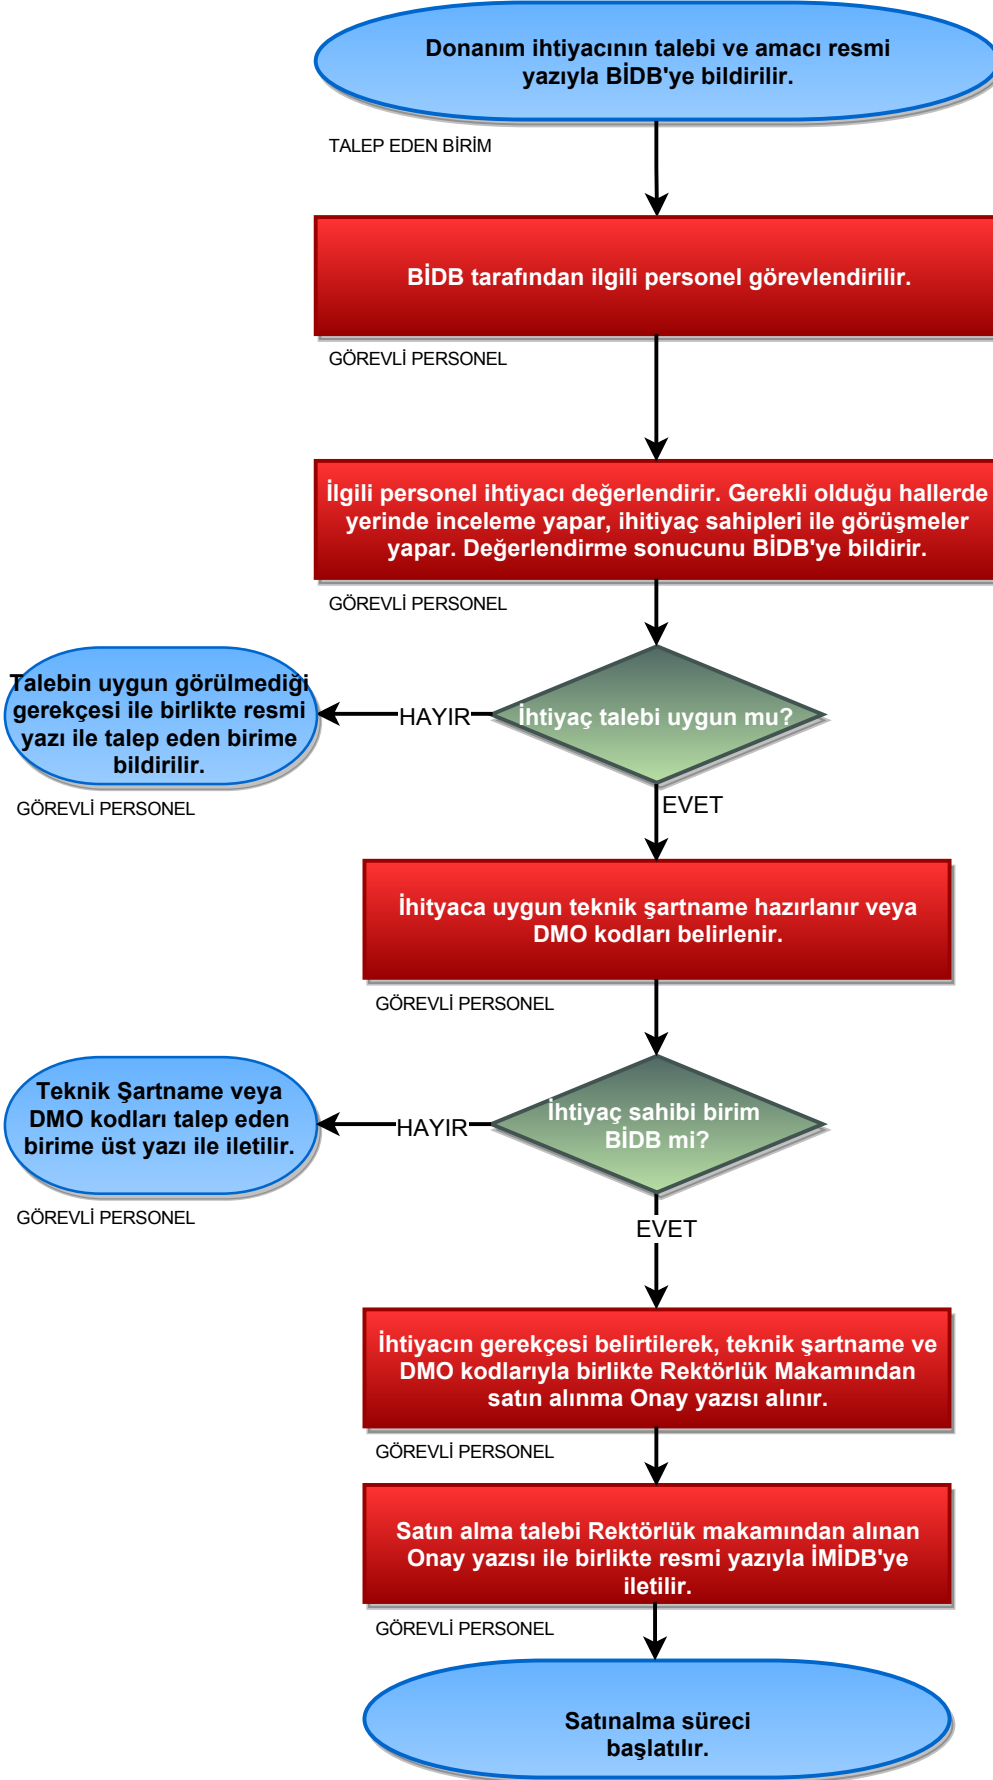 Donanım ihtiyacının talebi ve amacı resmi
yazıyla BİDB'ye bildirilir.
TALEP EDEN BİRİM
BİDB tarafından ilgili personel görevlendirilir.
GÖREVLİ PERSONEL
İlgili personel ihtiyacı değerlendirir. Gerekli olduğu hallerde
yerinde inceleme yapar, ihitiyaç sahipleri ile görüşmeler
yapar. Değerlendirme sonucunu BİDB'ye bildirir.
GÖREVLİ PERSONEL
Talebin uygun görülmediği
gerekçesi ile birlikte resmi
yazı ile talep eden birime
bildirilir.
HAYIR
İhtiyaç talebi uygun mu?
GÖREVLİ PERSONEL
EVET
İhityaca uygun teknik şartname hazırlanır veya
DMO kodları belirlenir.
GÖREVLİ PERSONEL
Teknik Şartname veya
DMO kodları talep eden
birime üst yazı ile iletilir.
HAYIR
İhtiyaç sahibi birim
BİDB mi?
GÖREVLİ PERSONEL
EVET
İhtiyacın gerekçesi belirtilerek, teknik şartname ve
DMO kodlarıyla birlikte Rektörlük Makamından
satın alınma Onay yazısı alınır.
GÖREVLİ PERSONEL
Satın alma talebi Rektörlük makamından alınan
Onay yazısı ile birlikte resmi yazıyla İMİDB'ye
iletilir.
GÖREVLİ PERSONEL
Satınalma süreci
başlatılır.